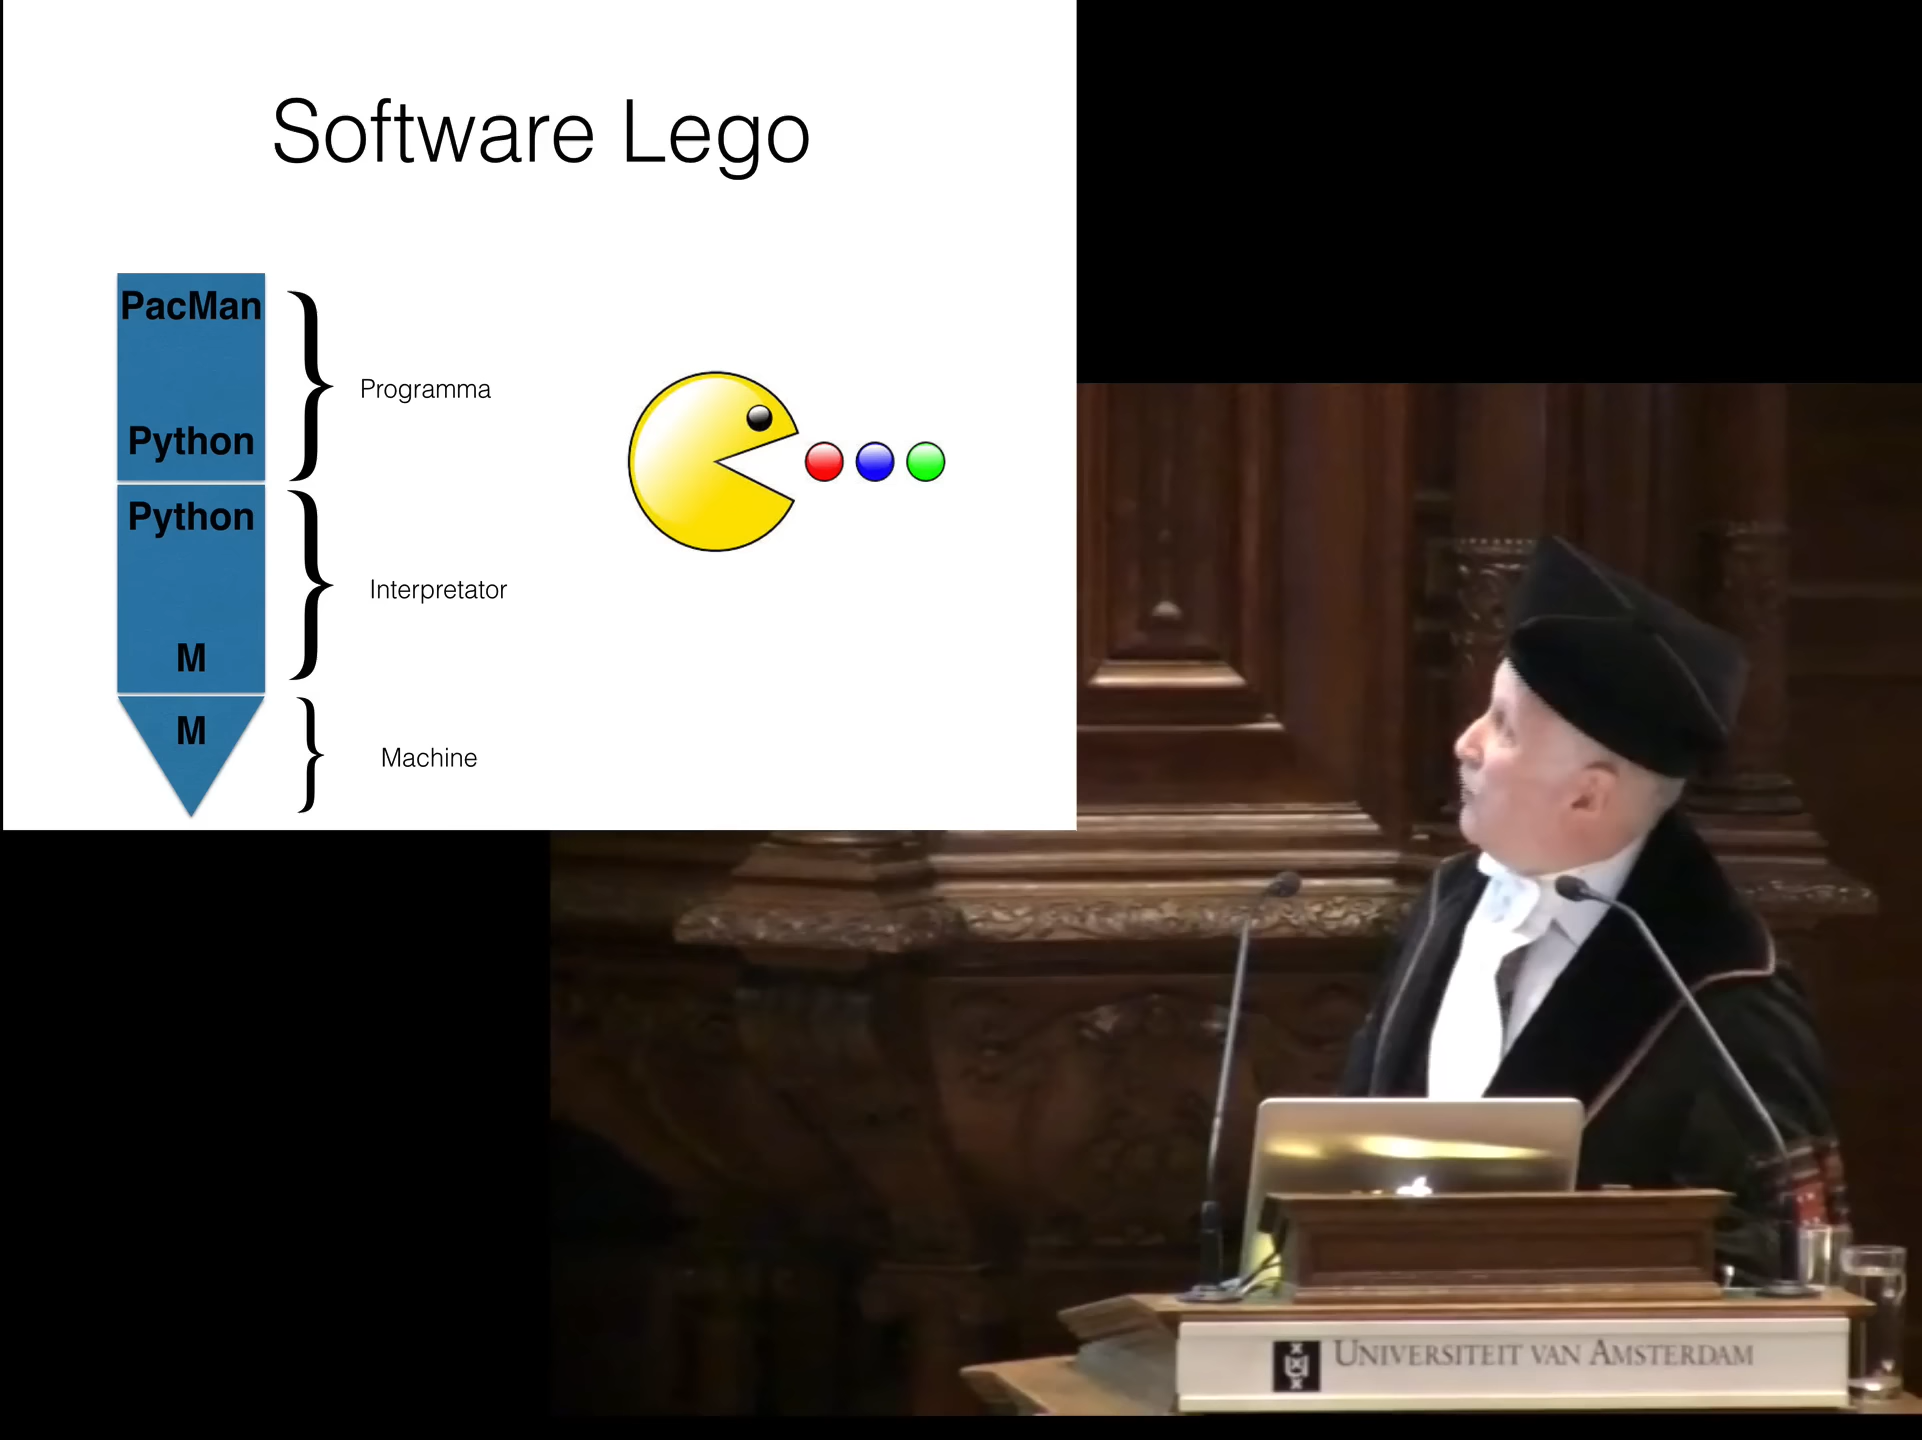 Software Lego
PacMan
Python
Programma
Python
M
Interpretator
M
Machine
UNIVERSITEIT VAN AMSTERDAM